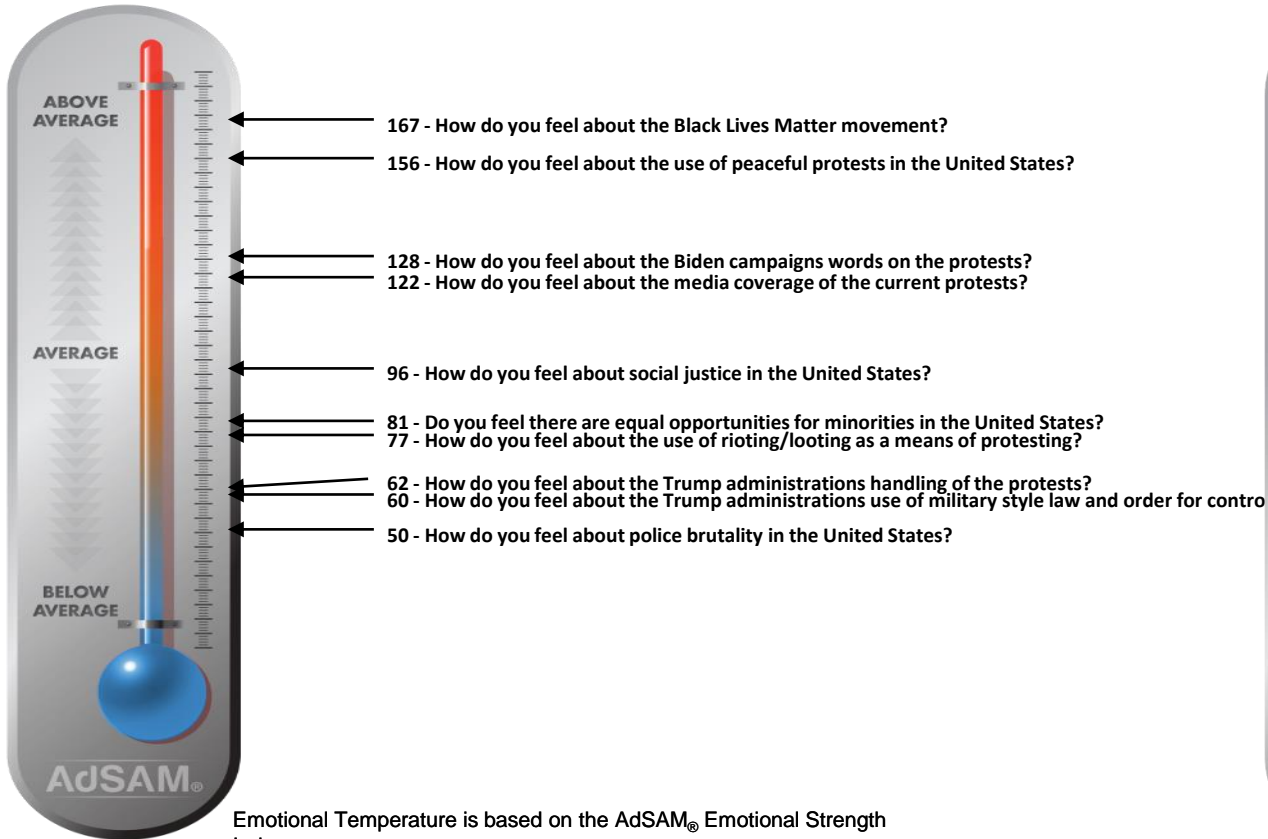 ABOVE
AVERAGE
167 - How do you feel about the Black Lives Matter movement?
156 - How do you feel about the use of peaceful protests in the United States?
128 - How do you feel about the Biden campaigns words on the protests?
122 - How do you feel about the media coverage of the current protests?
AVERAGE
96 - How do you feel about social justice in the United States?
81 - Do you feel there are equal opportunities for minorities in the United States?
77 - How do you feel about the use of rioting/looting as a means of protesting?
62 - How do you feel about the Trump administrations handling of the protests?
60 - How do you feel about the Trump administrations use of military style law and order for contro
50 - How do you feel about police brutality in the United States?
BELOW
AVERAGE
AdSAM®
Emotional Temperature is based on the AdSAM® Emotional Strength